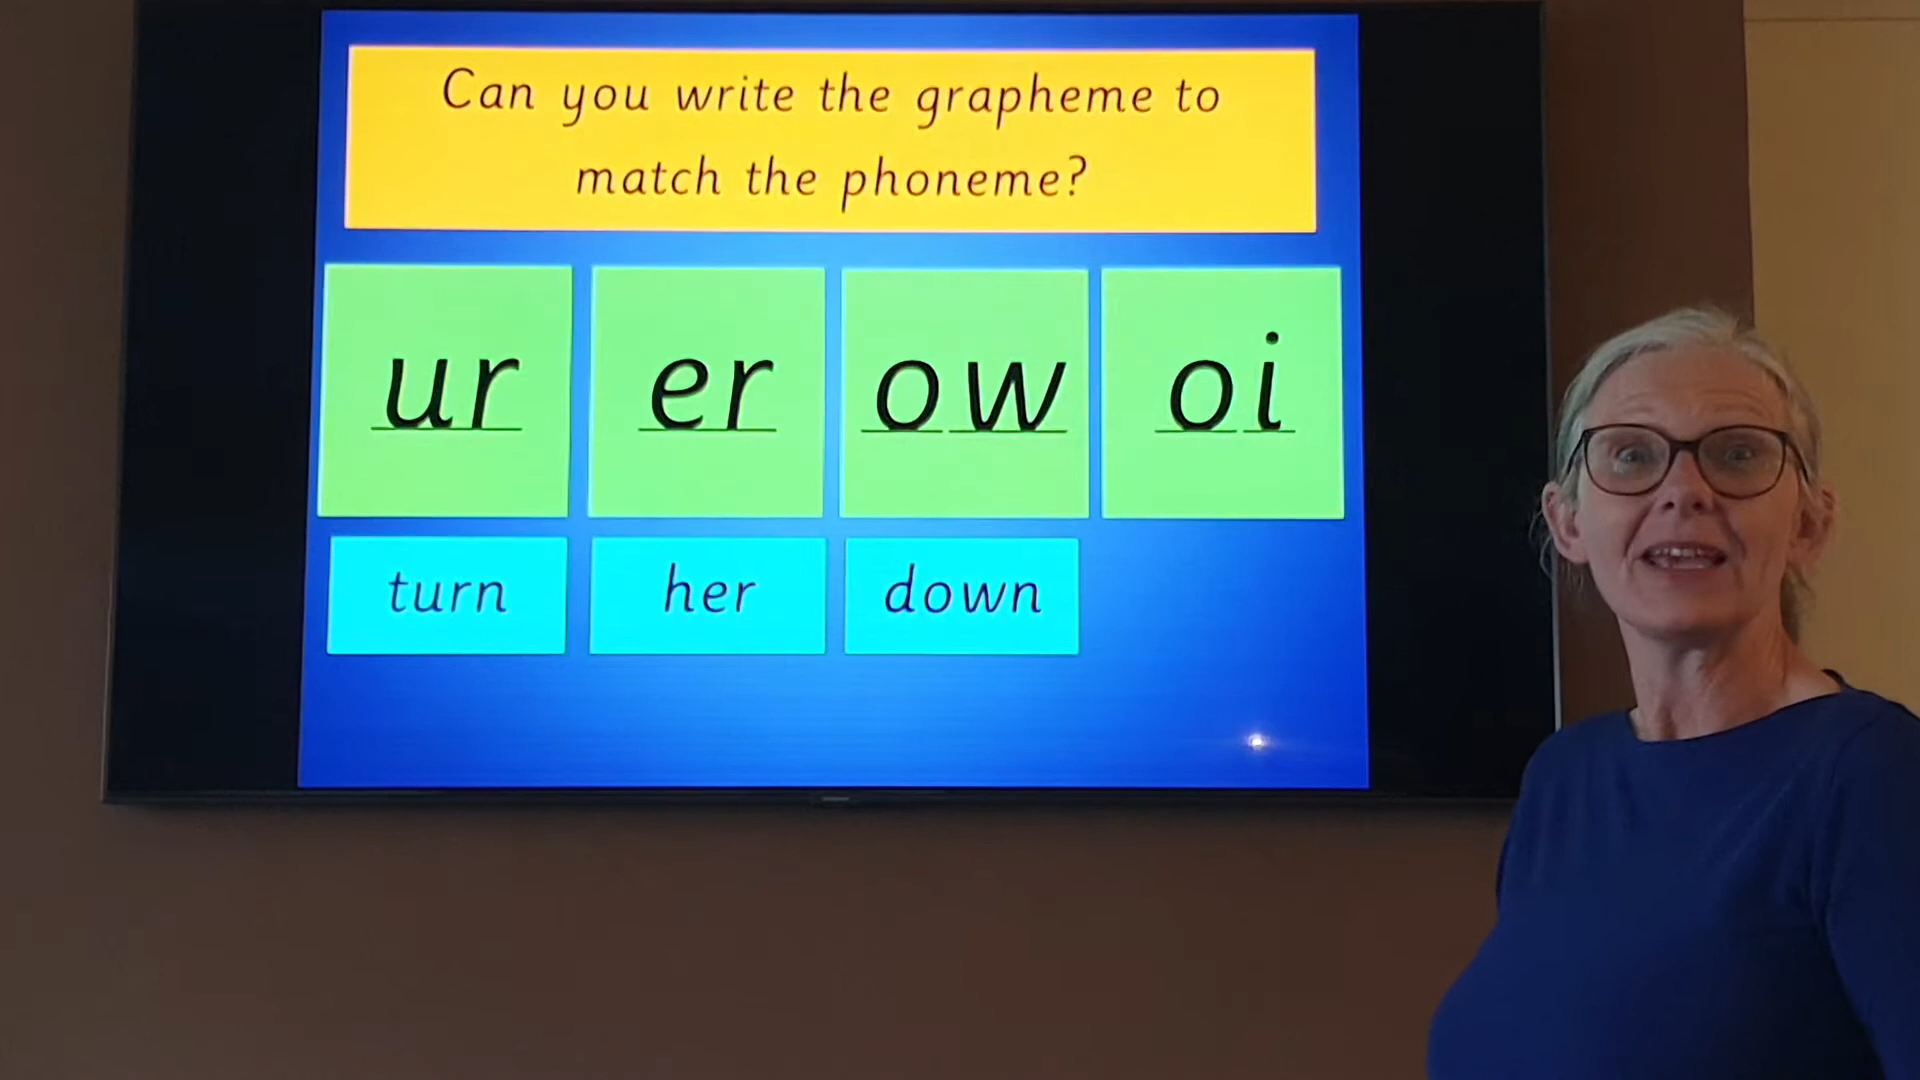 Can you write the grapheme to
match the phoneme?
ur er ow oi
turn her down